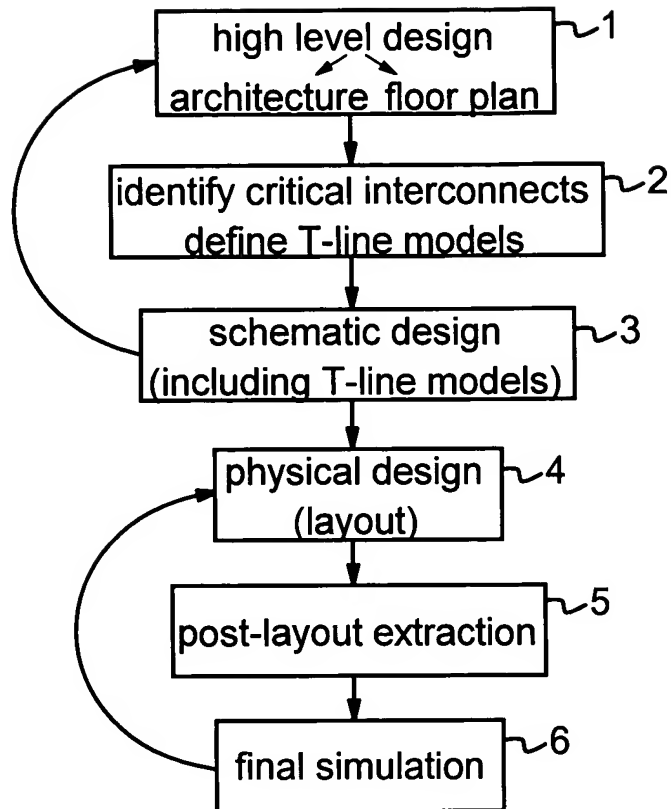 high level design
1
architecture floor plan
identify critical interconnects
2
define T-line models
schematic design
3
(including T-line models)
physical design
4
(layout)
post-layout extraction
5
final simulation
6